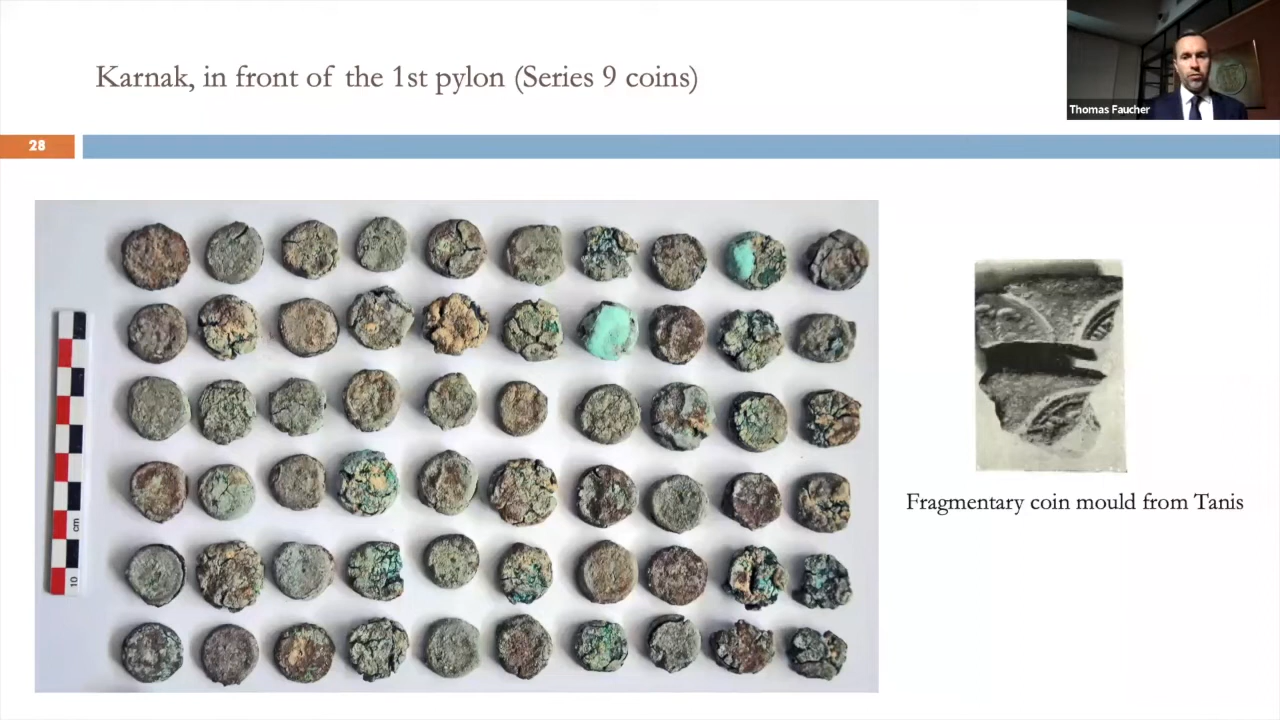 Karnak, in front of the 1st pylon (Series 9 coins)
Thomas Faucher
28
cm
10
Fragmentary coin mould from Tanis